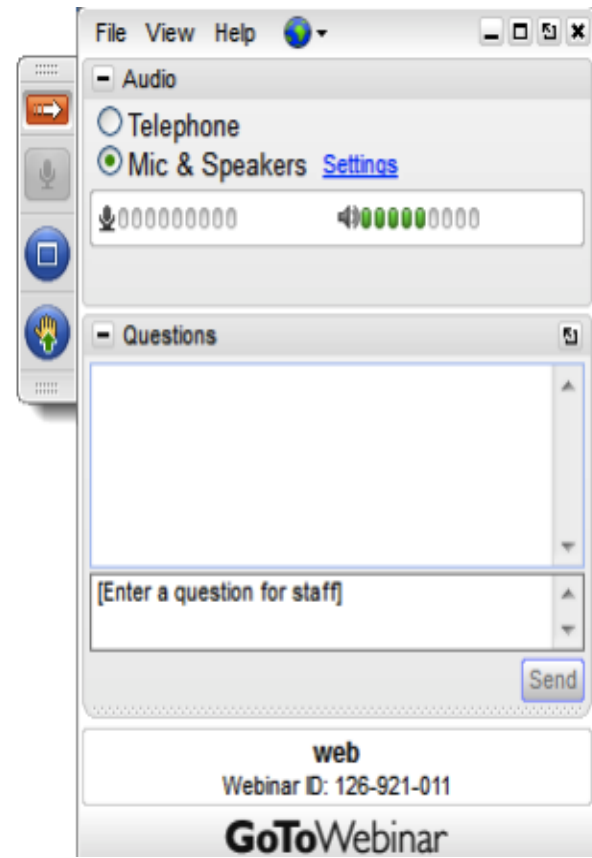 File View Help
Audio
Telephone
Mic & Speakers Settings
Questions
[Enter a question for staff]
Send
web
Webinar ID: 126-921-011
GoToWebinar